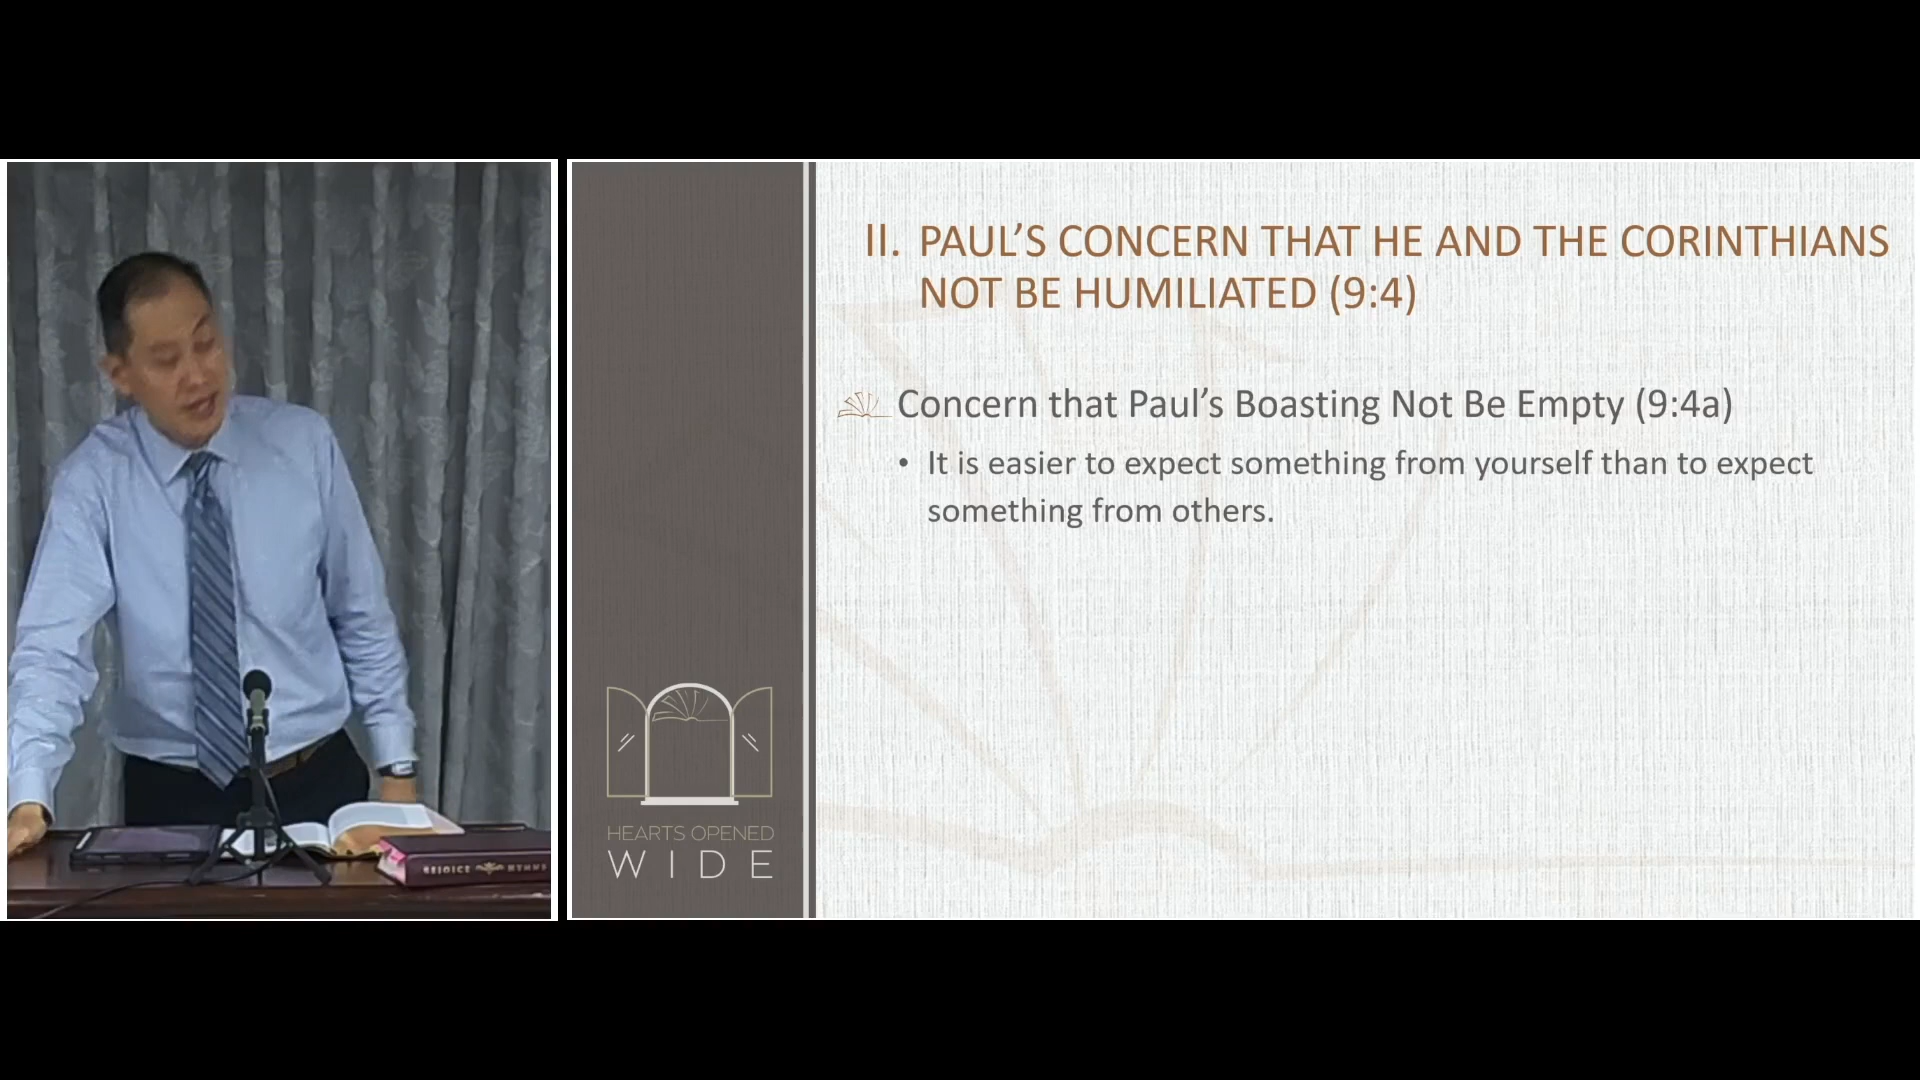 II. PAUL’S CONCERN THAT HE AND THE CORINTHIANS
NOT BE HUMILIATED (9:4)
Concern that Paul’s Boasting Not Be Empty (9:4a)
• It is easier to expect something from yourself than to expect
something from others.
HEARTS OPENED
WIDE
REJOICE HYMNS